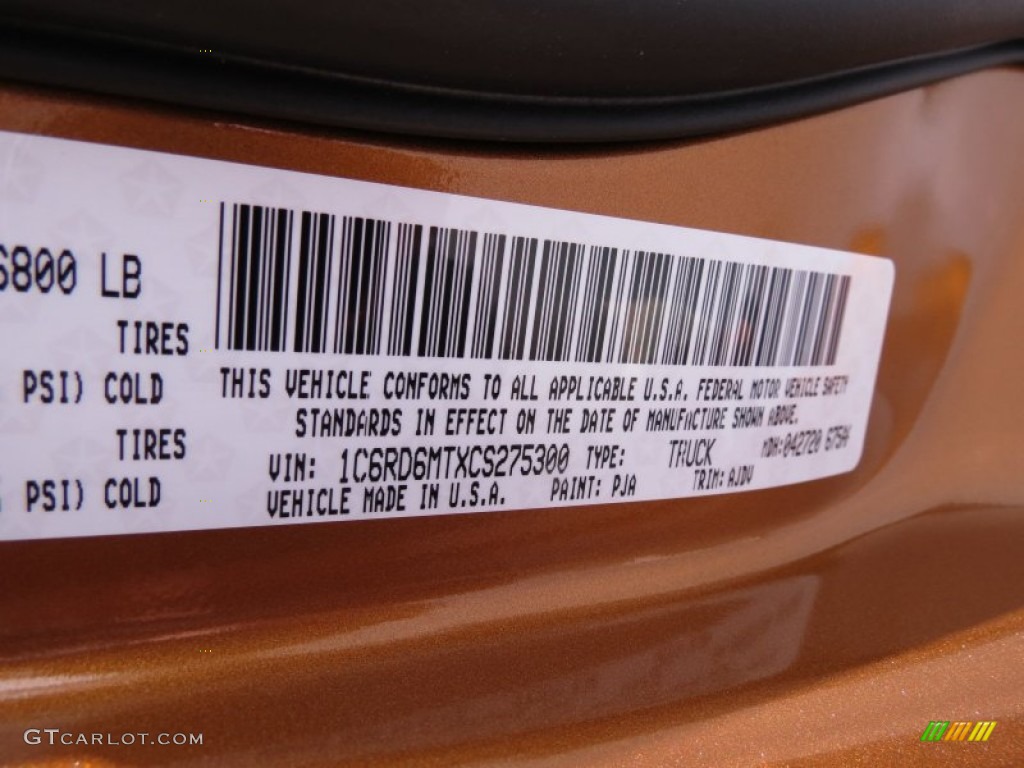 6800 LB
TIRES
PSI) COLD
TIRES
PSI) COLD
THIS VEHICLE CONFORMS TO ALL APPLICABLE U.S.A. FEDERAL MOTOR VEHICLE SAFETY
STANDARDS IN EFFECT ON THE DATE OF MANUFACTURE SHOWN ABOVE.
VIN: 1C6RD6MTXCS275300 TYPE: TRUCK MDH: 042720
VEHICLE MADE IN U.S.A. PAINT: PJA TRIM: AJDV
GTCARLOT.COM